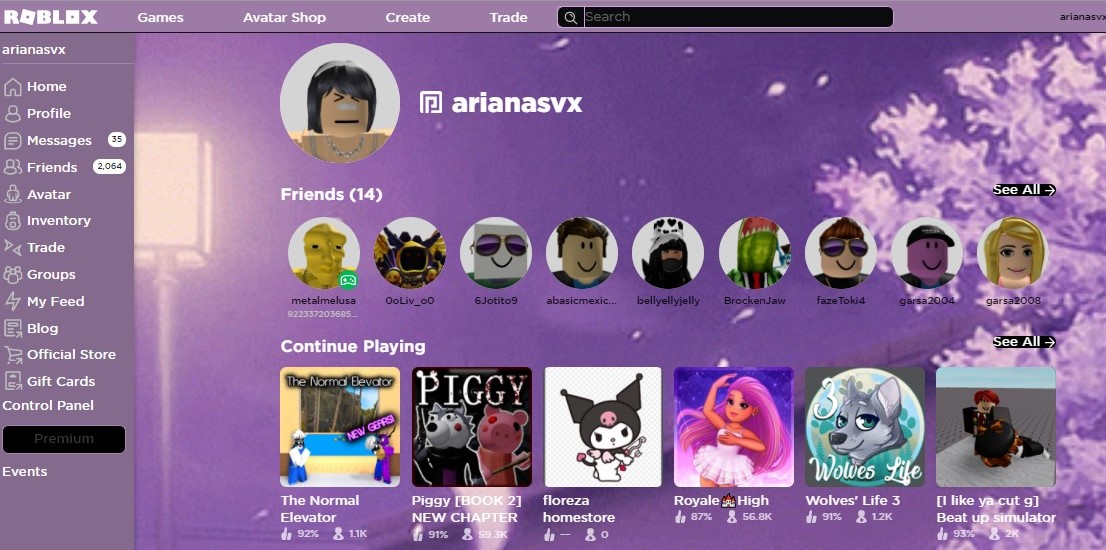 ROBLOX Games Avatar Shop Create Trade Search arianasvx
arianasvx
Home
Profile
Messages 35
Friends 2,064
Avatar
Inventory
Trade
Groups
My Feed
Blog
Official Store
Gift Cards
Control Panel
Premium
Events
arianasvx
Friends (14) See All →
metalmelusa 0oLiv_o0 6Jotito9 abasicmexic... bellyellyjelly BrockenJaw fazeToki4 garsa2004 garsa2008
922337203685...
Continue Playing See All →
The Normal Elevator
NEW GEARS!
PIGGY
3
Wolves Life
The Normal
Elevator
92% 1.1K
Piggy [BOOK 2]
NEW CHAPTER
91% 59.3K
floreza
homestore
— 0
Royale🏰High
87% 56.8K
Wolves' Life 3
91% 1.2K
[I like ya cut g]
Beat up simulator
93% 2K